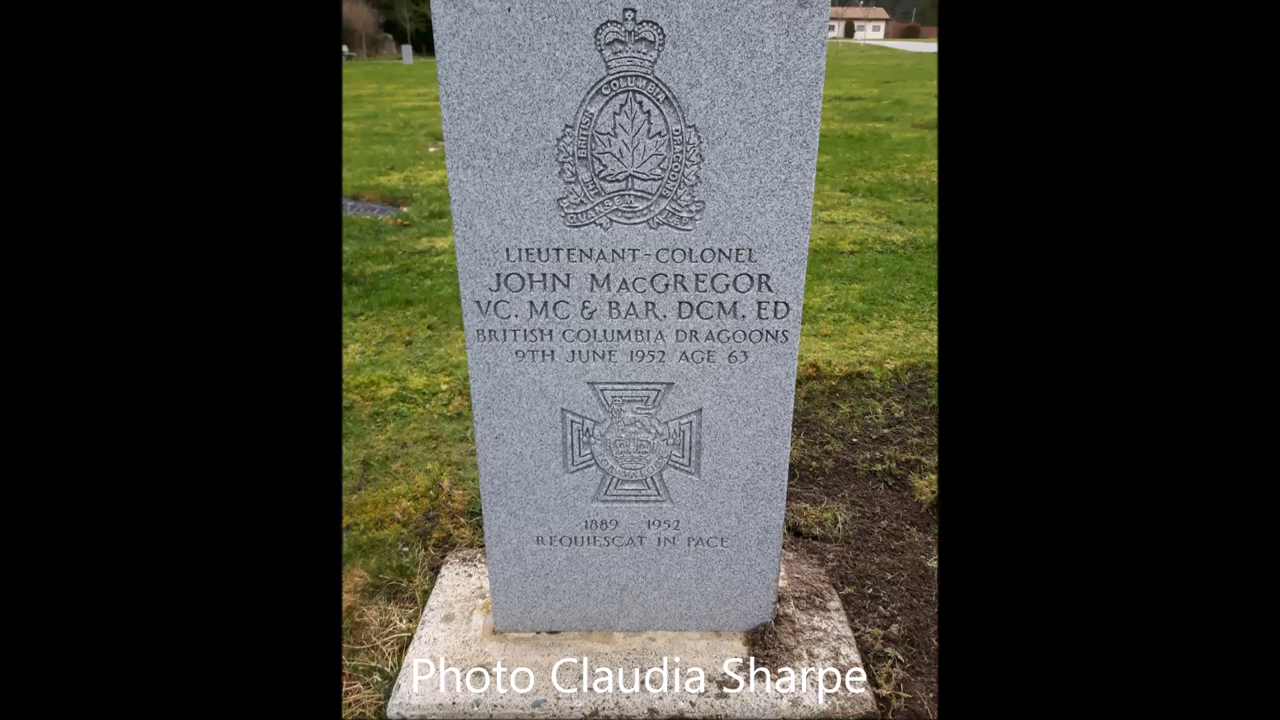 THE BRITISH COLUMBIA DRAGOONS
LIEUTENANT-COLONEL
JOHN MacGREGOR
VC. MC & BAR. DCM. ED
BRITISH COLUMBIA DRAGOONS
9TH JUNE 1952 AGE 63
1889 - 1952
REQUIESCAT IN PACE
Photo Claudia Sharpe